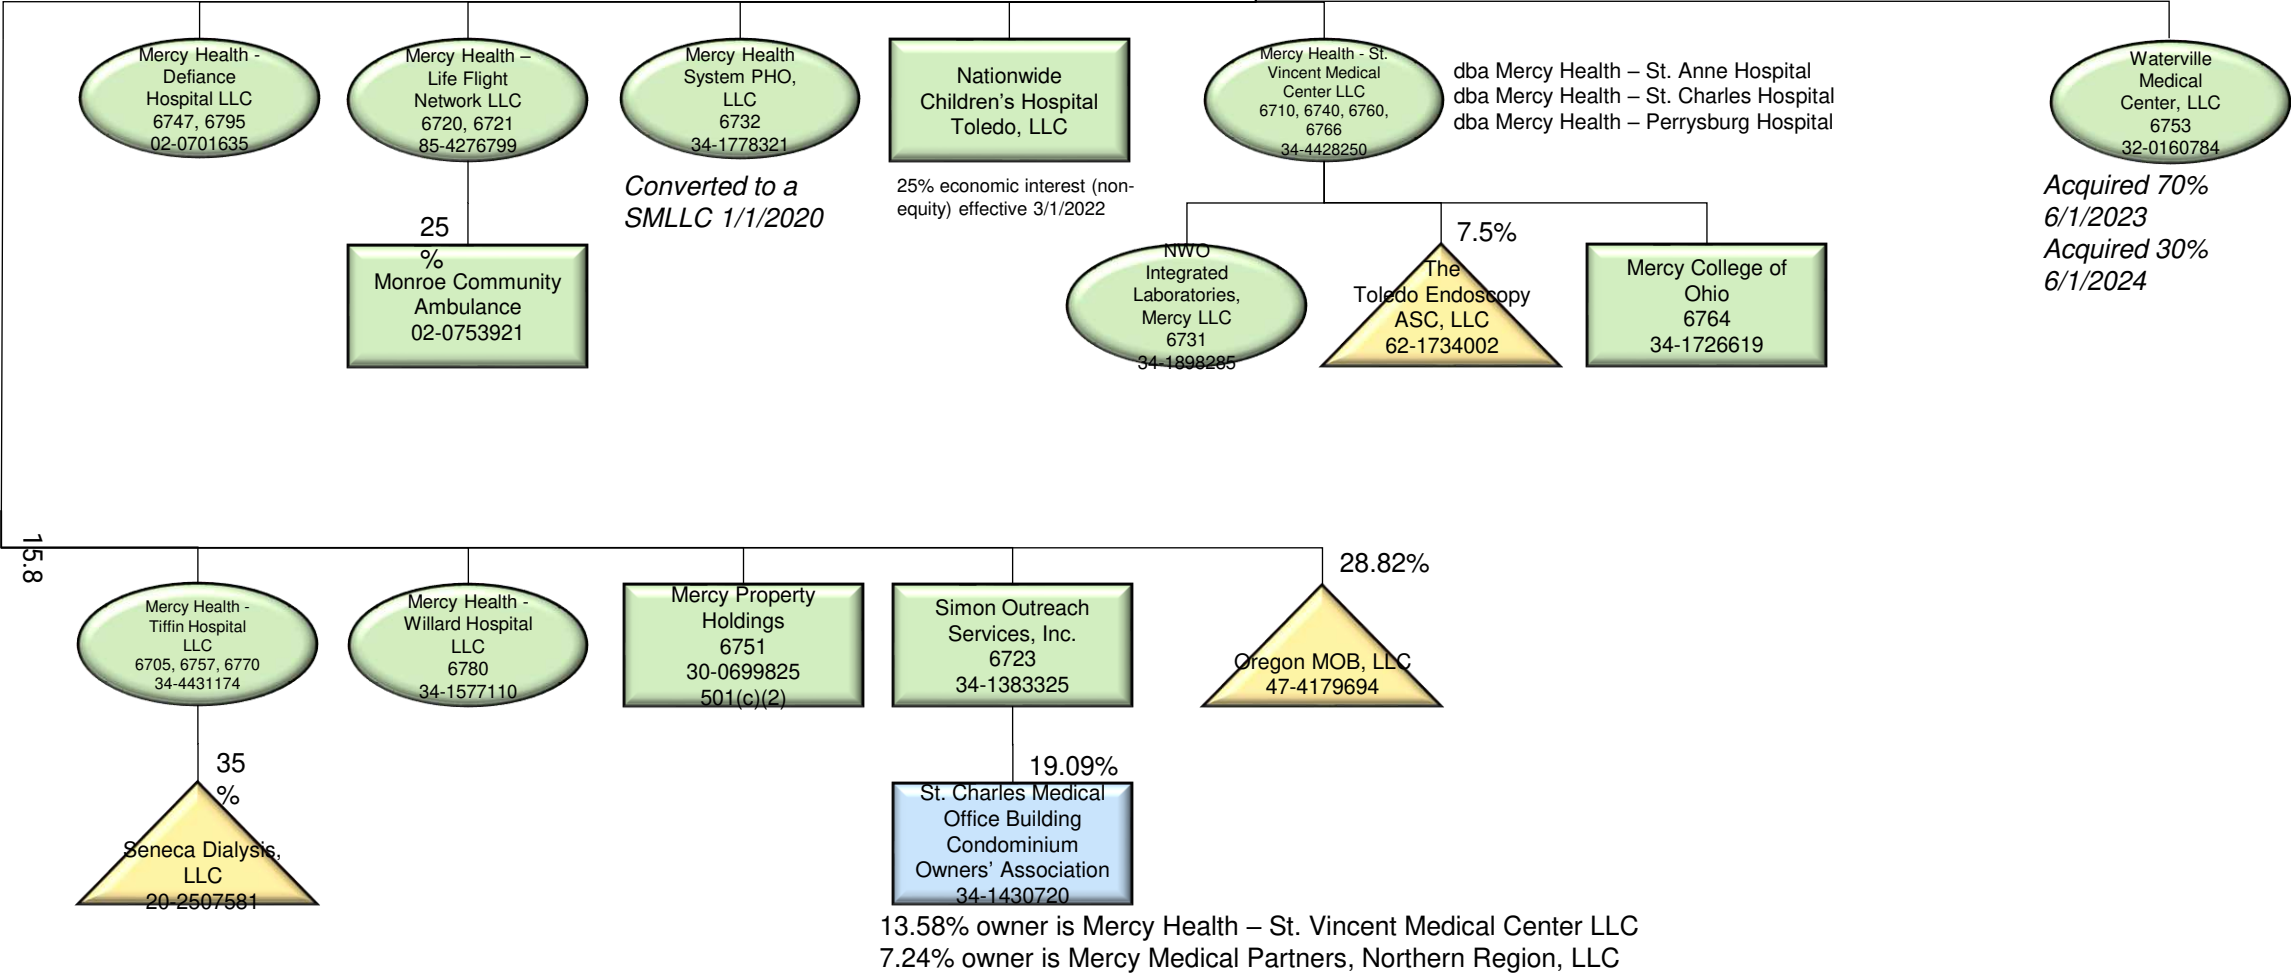 Mercy Health -
Defiance
Hospital LLC
6747, 6795
02-0701635
Mercy Health –
Life Flight
Network LLC
6720, 6721
85-4276799
Mercy Health
System PHO,
LLC
6732
34-1778321
Converted to a
SMLLC 1/1/2020
Nationwide
Children’s Hospital
Toledo, LLC
25% economic interest (non-
equity) effective 3/1/2022
Mercy Health - St.
Vincent Medical
Center LLC
6710, 6740, 6760,
6766
34-4428250
dba Mercy Health – St. Anne Hospital
dba Mercy Health – St. Charles Hospital
dba Mercy Health – Perrysburg Hospital
Waterville
Medical
Center, LLC
6753
32-0160784
Acquired 70%
6/1/2023
Acquired 30%
6/1/2024
25
%
Monroe Community
Ambulance
02-0753921
NWO
Integrated
Laboratories,
Mercy LLC
6731
34-1898285
7.5%
The
Toledo Endoscopy
ASC, LLC
62-1734002
Mercy College of
Ohio
6764
34-1726619
15.8
Mercy Health -
Tiffin Hospital
LLC
6705, 6757, 6770
34-4431174
Mercy Health -
Willard Hospital
LLC
6780
34-1577110
Mercy Property
Holdings
6751
30-0699825
501(c)(2)
Simon Outreach
Services, Inc.
6723
34-1383325
28.82%
Oregon MOB, LLC
47-4179694
35
%
Seneca Dialysis,
LLC
20-2507581
19.09%
St. Charles Medical
Office Building
Condominium
Owners’ Association
34-1430720
13.58% owner is Mercy Health – St. Vincent Medical Center LLC
7.24% owner is Mercy Medical Partners, Northern Region, LLC